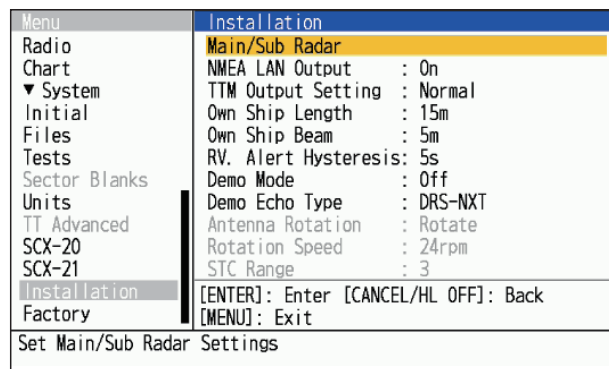 Menu
Radio
Chart
▼ System
Initial
Files
Tests
Sector Blanks
Units
TT Advanced
SCX-20
SCX-21
Installation
Factory
Installation
Main/Sub Radar
NMEA LAN Output : On
TTM Output Setting : Normal
Own Ship Length : 15m
Own Ship Beam : 5m
RV. Alert Hysteresis: 5s
Demo Mode : Off
Demo Echo Type : DRS-NXT
Antenna Rotation : Rotate
Rotation Speed : 24rpm
STC Range : 3
[ENTER]: Enter [CANCEL/HL OFF]: Back
[MENU]: Exit
Set Main/Sub Radar Settings